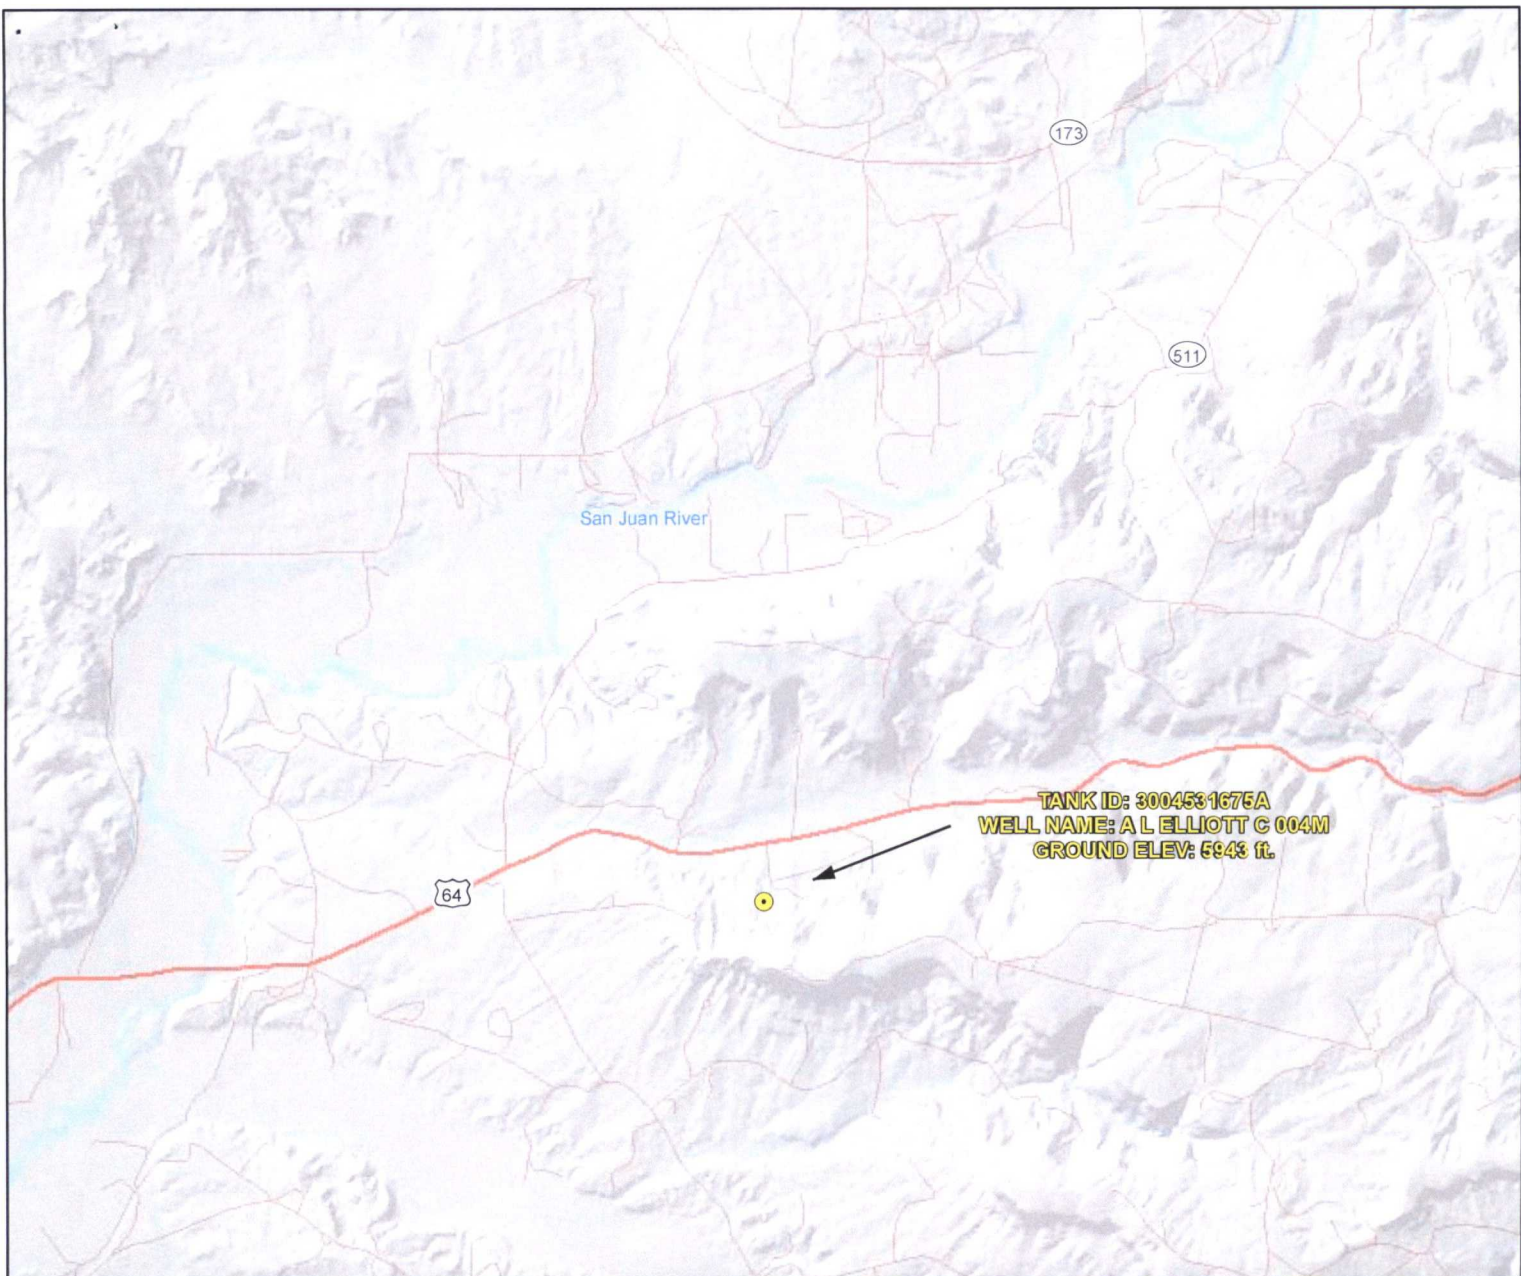 173
511
San Juan River
TANK ID: 3004531675A
WELL NAME: A L ELLIOTT C 004M
GROUND ELEV: 5943 ft.
64